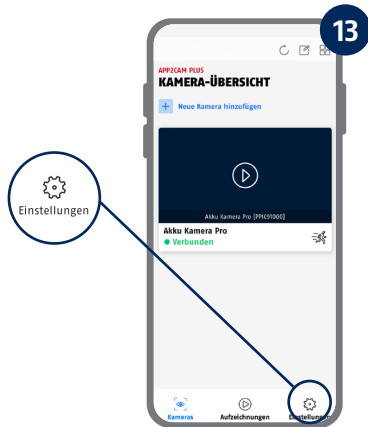 13
APP2CAM PLUS
KAMERA-ÜBERSICHT
Neue Kamera hinzufügen
Akku Kamera Pro [PPIC91000]
Akku Kamera Pro
Verbunden
Einstellungen
Kameras
Aufzeichnungen
Einstellungen